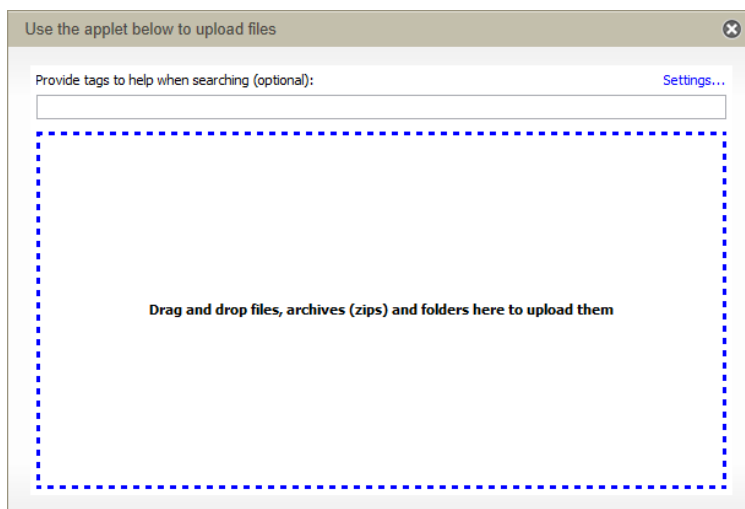 Use the applet below to upload files
Provide tags to help when searching (optional): Settings...
Drag and drop files, archives (zips) and folders here to upload them